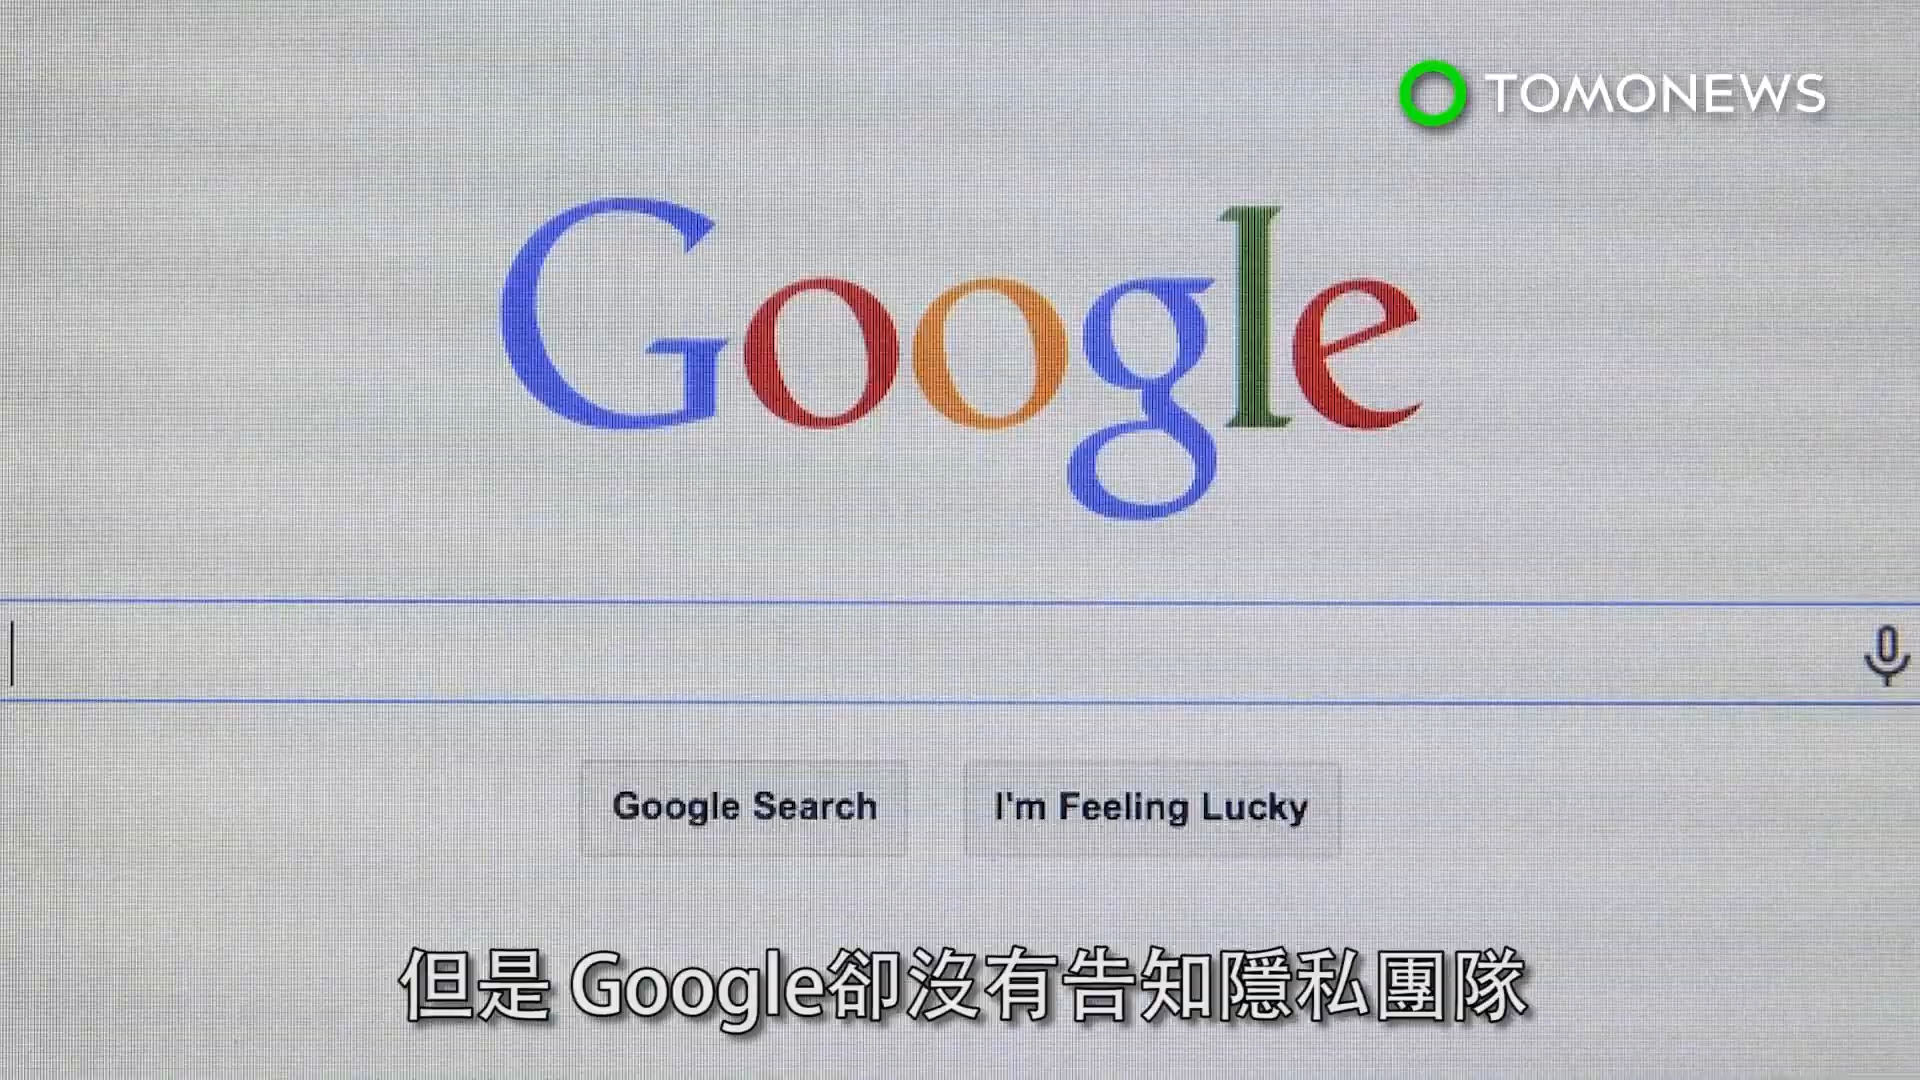 TOMONEWS
Google
Google Search
I'm Feeling Lucky
但是 Google卻沒有告知隱私團隊